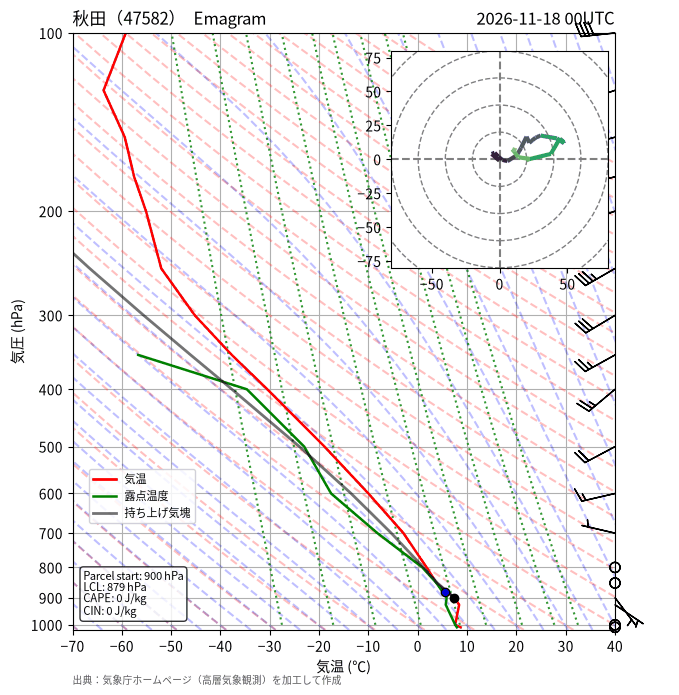 秋田（47582） Emagram
2026-11-18 00UTC
100
200
300
400
500
600
700
800
900
1000
気圧 (hPa)
75
50
25
0
−25
−50
−75
−50
0
50
気温
露点温度
持ち上げ気塊
Parcel start: 900 hPa
LCL: 879 hPa
CAPE: 0 J/kg
CIN: 0 J/kg
−70
−60
−50
−40
−30
−20
−10
0
10
20
30
40
気温 (℃)
出典：気象庁ホームページ（高層気象観測）を加工して作成